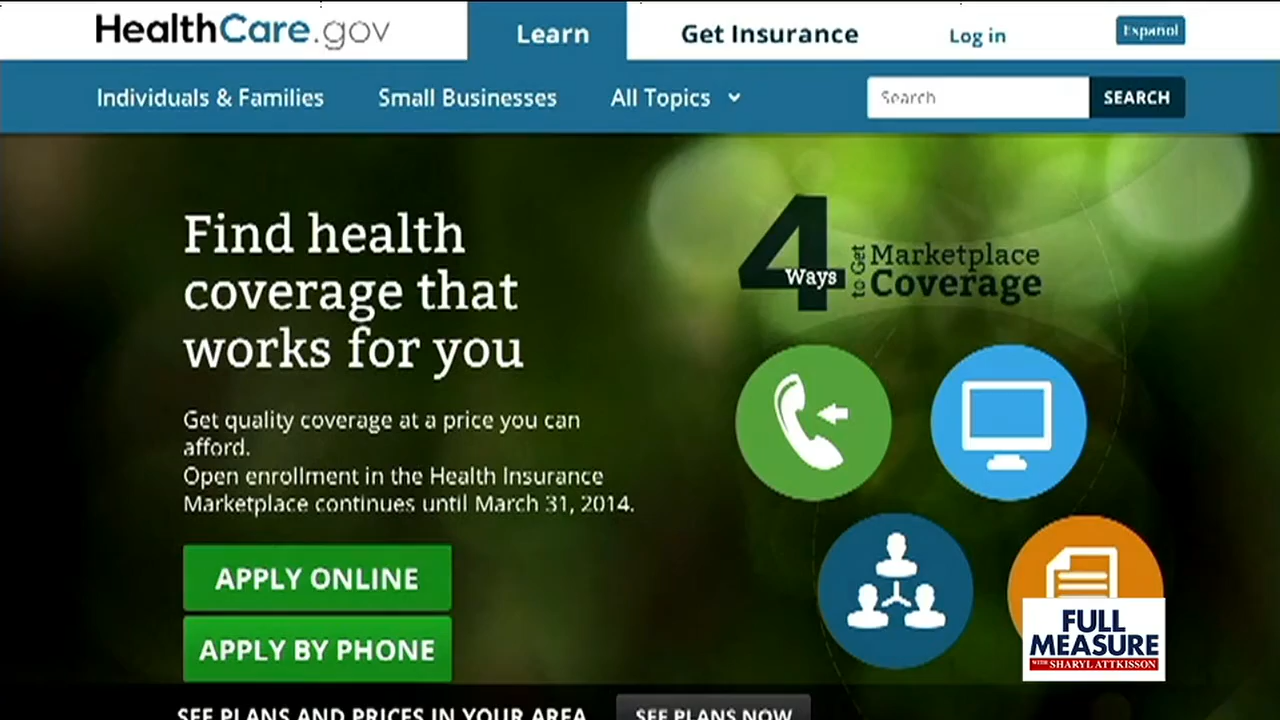 HealthCare.gov
Learn
Get Insurance
Log in
Español
Individuals & Families
Small Businesses
All Topics
Search
SEARCH
Find health
coverage that
works for you
4 Ways to Get Marketplace Coverage
Get quality coverage at a price you can
afford.
Open enrollment in the Health Insurance
Marketplace continues until March 31, 2014.
APPLY ONLINE
APPLY BY PHONE
SEE PLANS AND PRICES IN YOUR AREA
SEE PLANS NOW
FULL
MEASURE
WITH SHARYL ATTKISSON